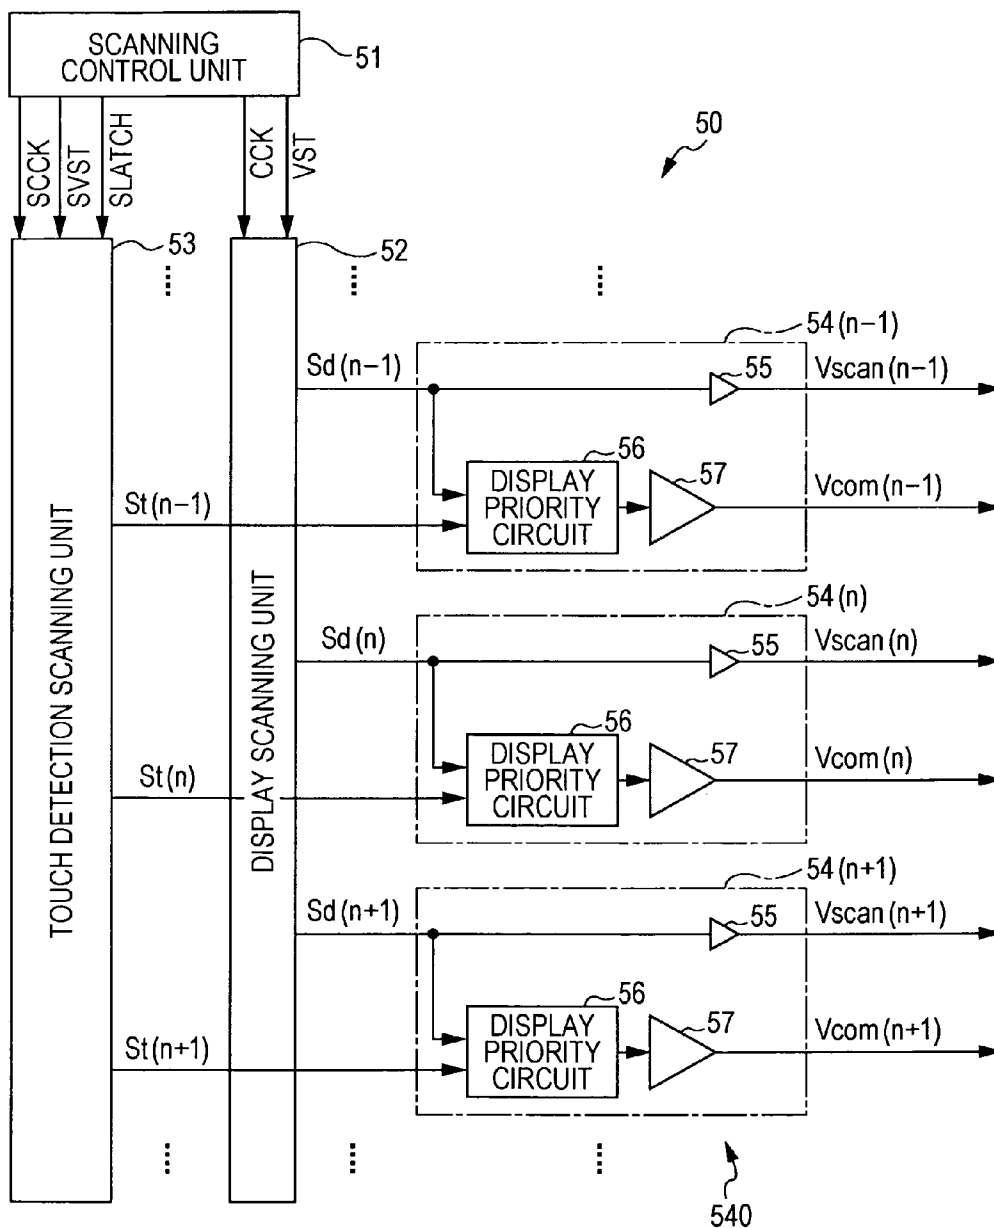 SCANNING
CONTROL UNIT
51
50
SCCK
SVST
SLATCH
CCK
VST
53
52
54(n−1)
Sd(n−1)
55
Vscan(n−1)
56
57
DISPLAY
PRIORITY
CIRCUIT
Vcom(n−1)
St(n−1)
TOUCH DETECTION SCANNING UNIT
DISPLAY SCANNING UNIT
54(n)
Sd(n)
55
Vscan(n)
56
57
DISPLAY
PRIORITY
CIRCUIT
Vcom(n)
St(n)
54(n+1)
Sd(n+1)
55
Vscan(n+1)
56
57
DISPLAY
PRIORITY
CIRCUIT
Vcom(n+1)
St(n+1)
540